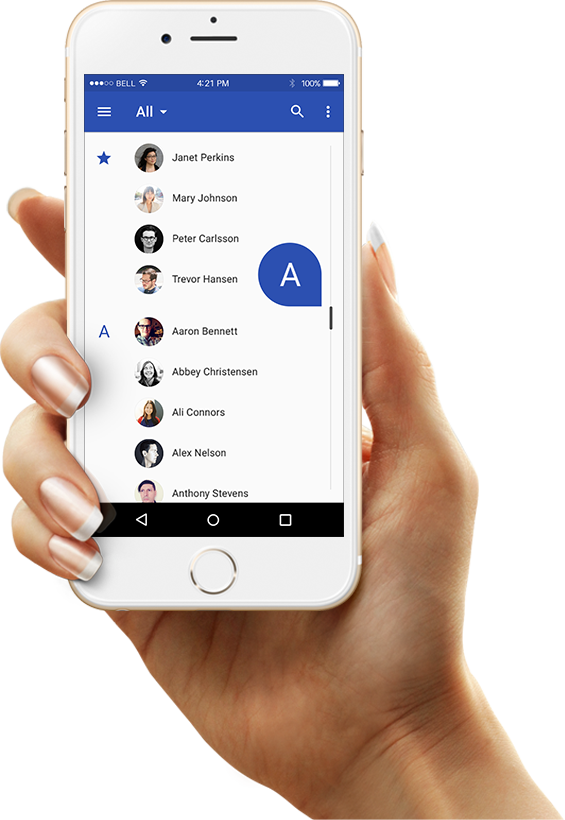 BELL 4:21 PM 100%
All
Janet Perkins
Mary Johnson
Peter Carlsson
A
Trevor Hansen
A Aaron Bennett
Abbey Christensen
Ali Connors
Alex Nelson
Anthony Stevens